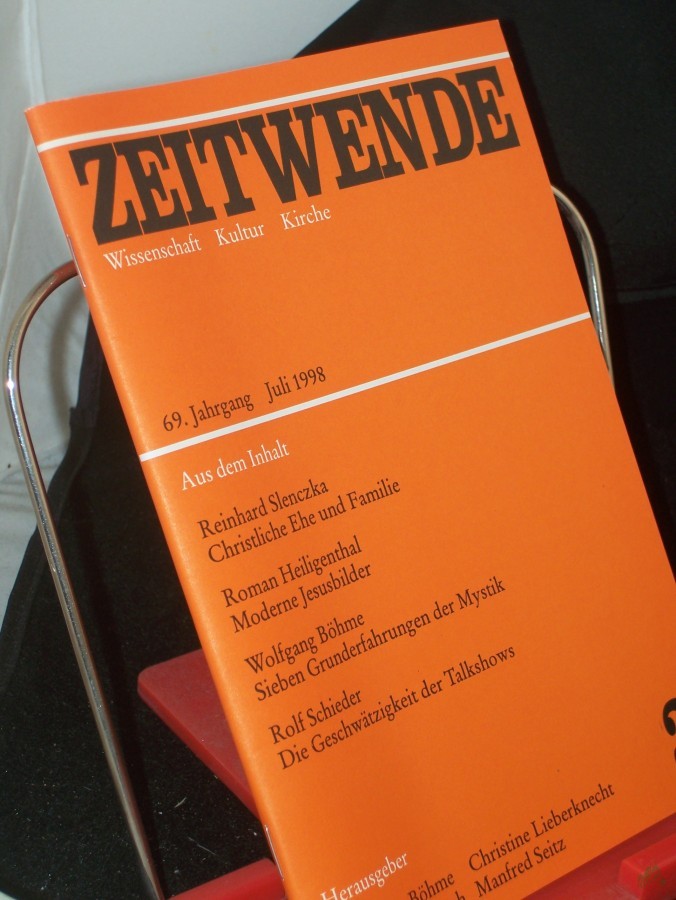 ZEITWENDE
Wissenschaft Kultur Kirche
69. Jahrgang Juli 1998
Aus dem Inhalt
Reinhard Slenczka
Christliche Ehe und Familie
Roman Heiligenthal
Moderne Jesusbilder
Wolfgang Böhme
Sieben Grunderfahrungen der Mystik
Rolf Schieder
Die Geschwätzigkeit der Talkshows
Herausgeber
Böhme Christine Lieberknecht
Manfred Seitz